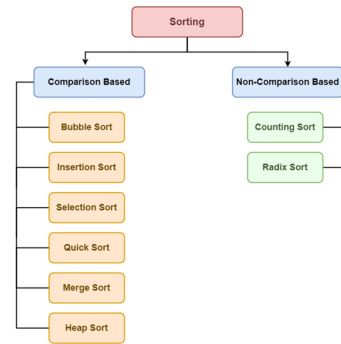 Sorting
Comparison Based
Non-Comparison Based
Bubble Sort
Counting Sort
Insertion Sort
Radix Sort
Selection Sort
Quick Sort
Merge Sort
Heap Sort